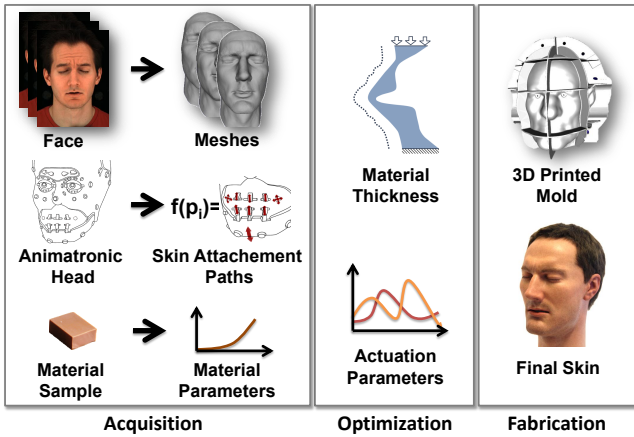 Face
Meshes
Animatronic
Head
f(pᵢ)=
Skin Attachement
Paths
Material
Sample
Material
Parameters
Acquisition
Material
Thickness
Actuation
Parameters
Optimization
3D Printed
Mold
Final Skin
Fabrication